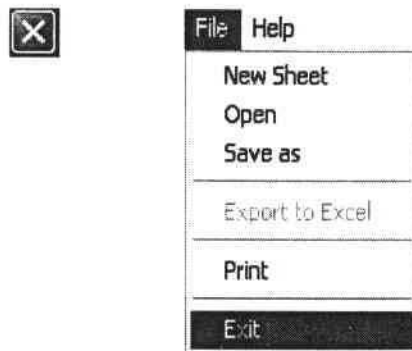 File Help
New Sheet
Open
Save as
Export to Excel
Print
Exit